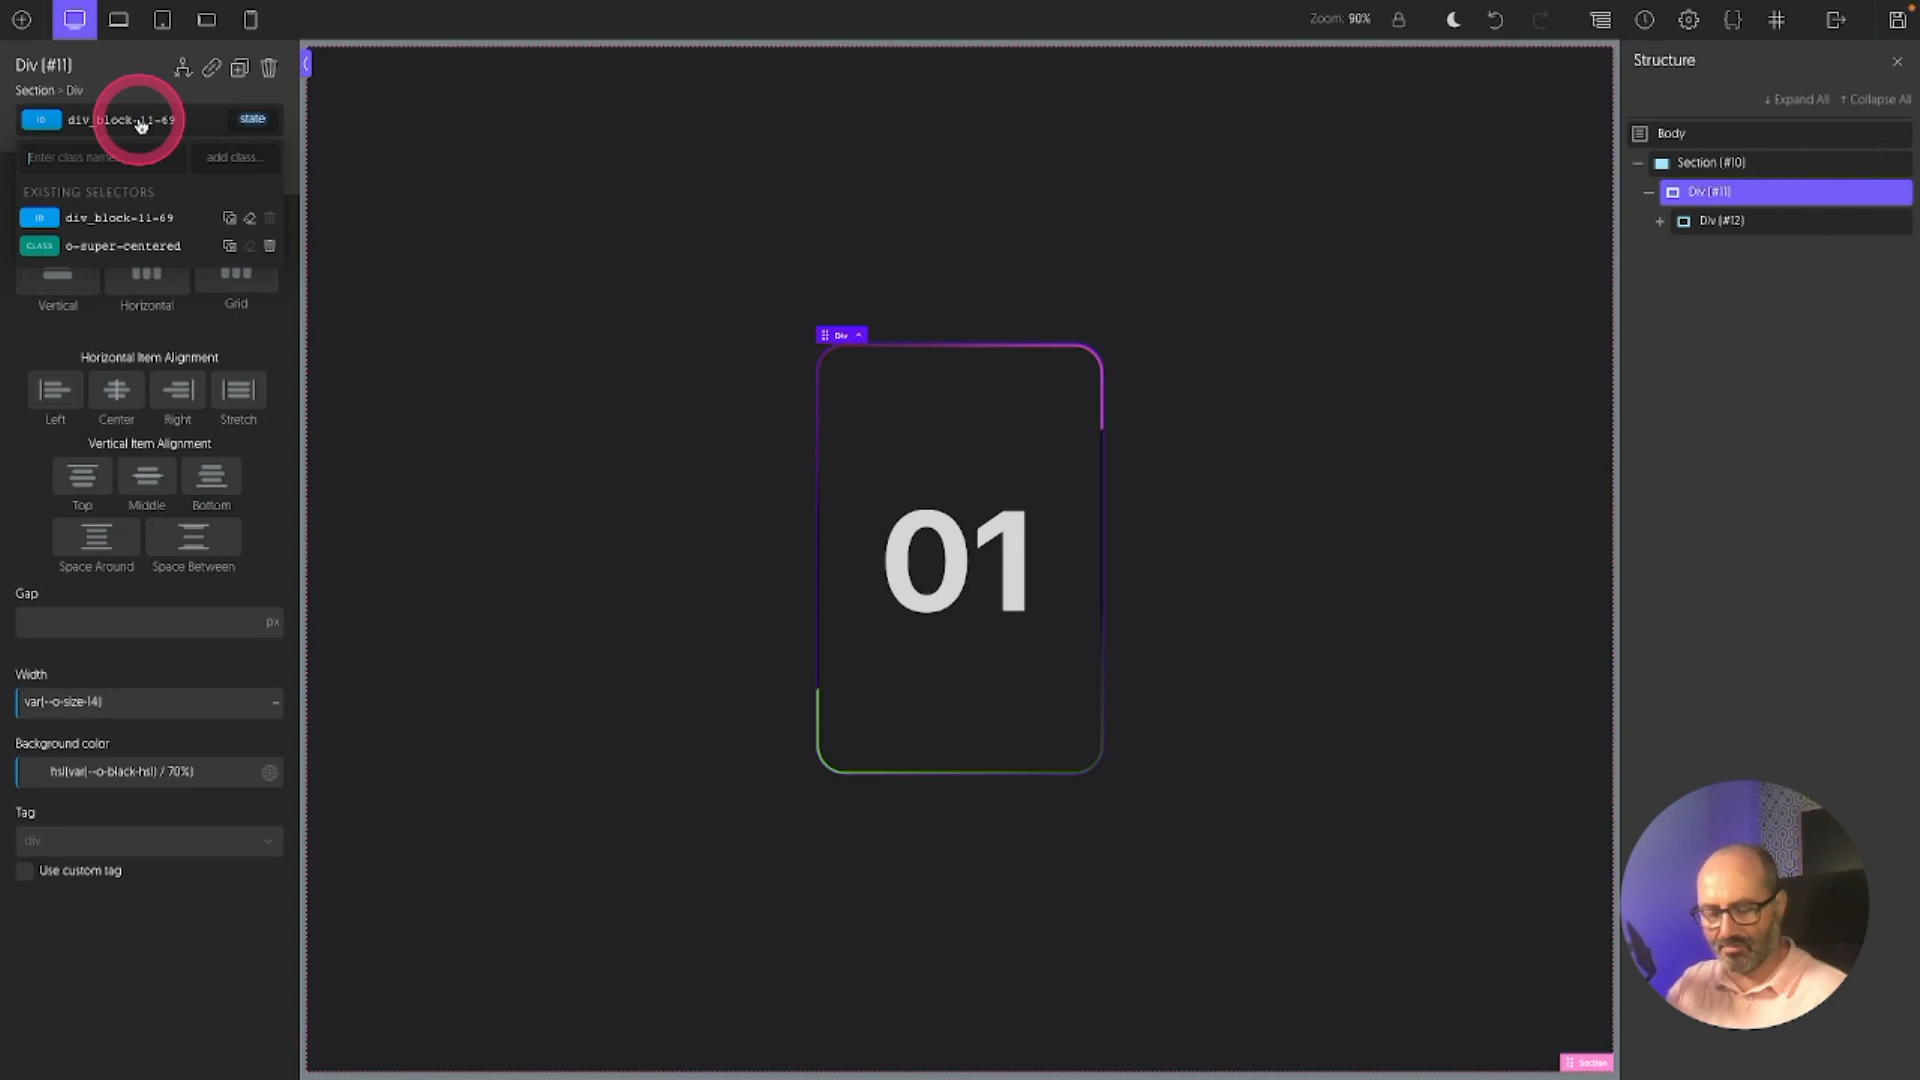 Zoom: 90%
Div (#11)
Section > Div
ID div_block-11-69 state
Enter class name add class...
EXISTING SELECTORS
ID div_block-11-69
CLASS o-super-centered
Vertical Horizontal Grid
Horizontal Item Alignment
Left Center Right Stretch
Vertical Item Alignment
Top Middle Bottom
Space Around Space Between
Gap
px
Width
var(--o-size-14)
Background color
hsl(var(--o-black-hsl) / 70%)
Tag
div
Use custom tag
Div
01
Section
Structure
Expand All Collapse All
Body
Section (#10)
Div (#11)
Div (#12)